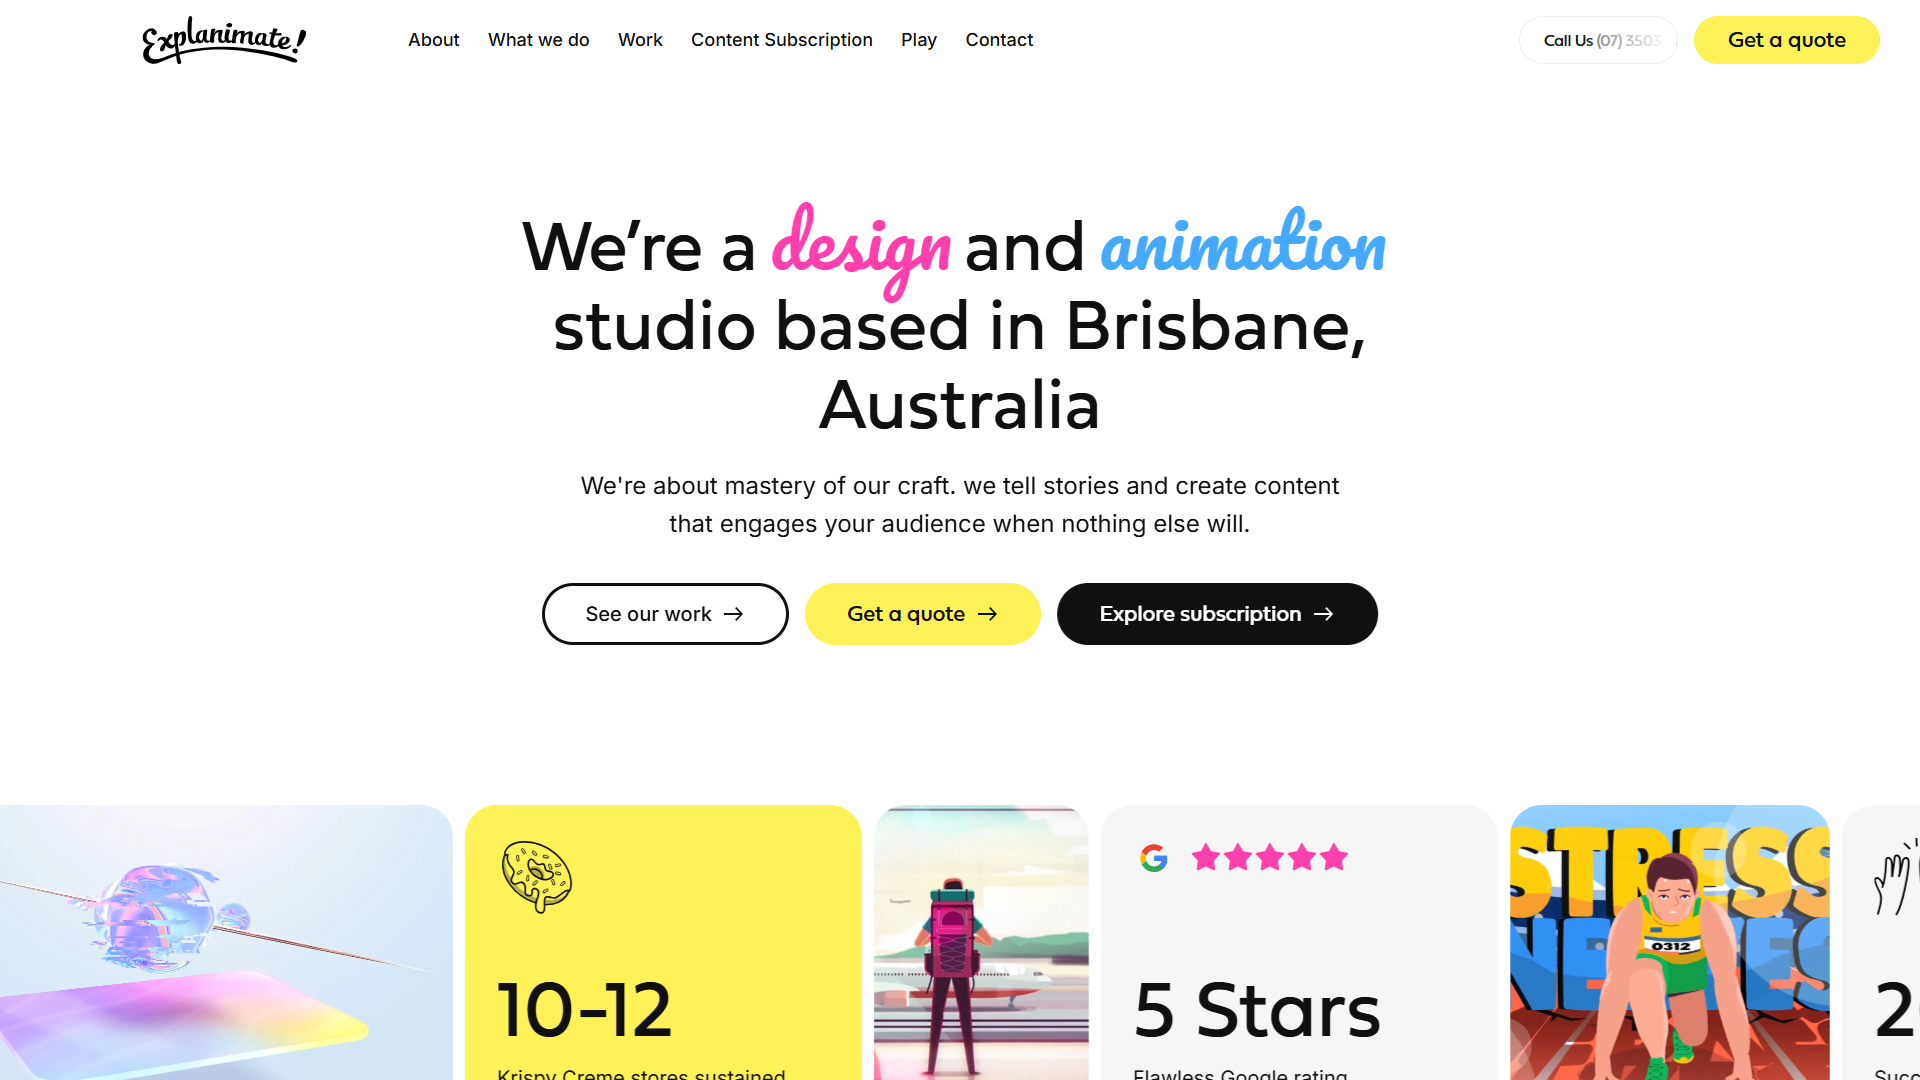 Explanimate!
About
What we do
Work
Content Subscription
Play
Contact
Call Us (07) 3503
Get a quote
We’re a design and animation
studio based in Brisbane,
Australia
We're about mastery of our craft. we tell stories and create content
that engages your audience when nothing else will.
See our work
Get a quote
Explore subscription
10-12
Krispy Creme stores sustained
5 Stars
Flawless Google rating
STRESS
0312